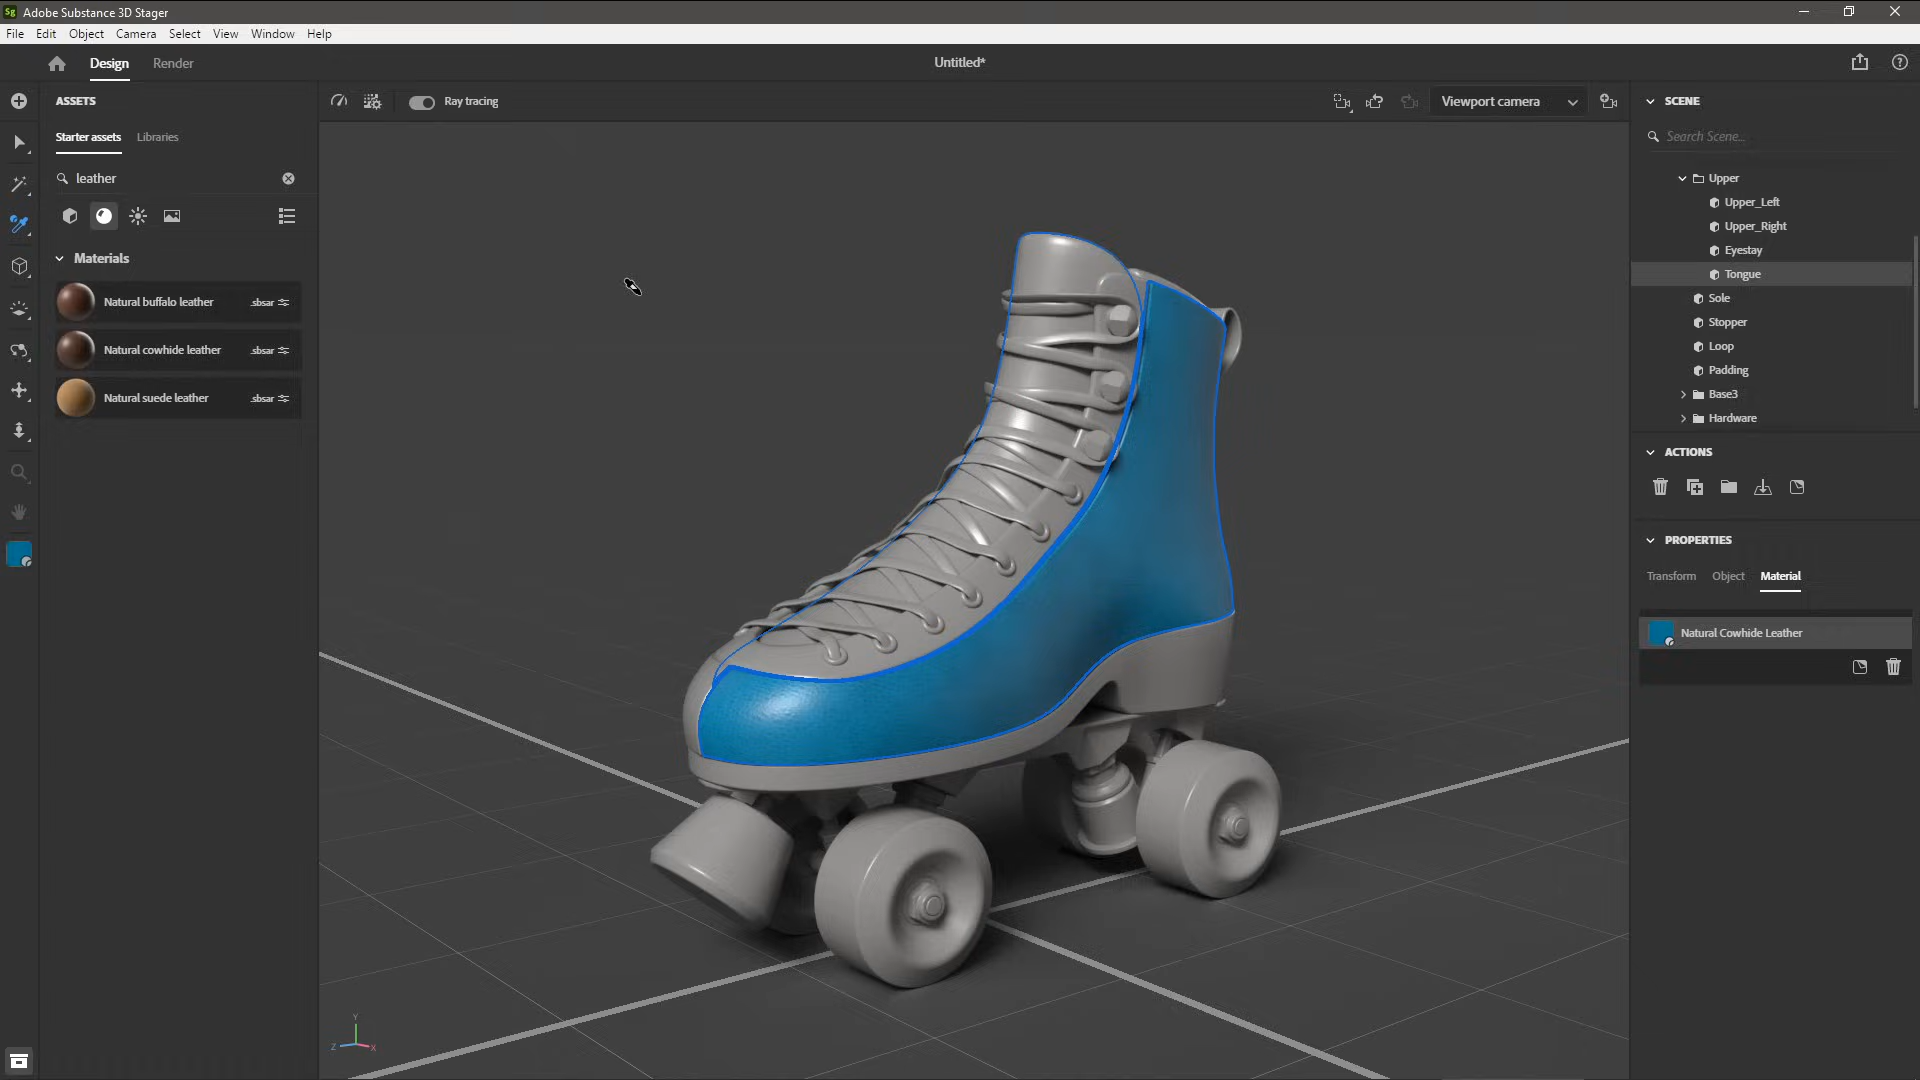 Sg Adobe Substance 3D Stager
File Edit Object Camera Select View Window Help
Design Render Untitled*
ASSETS
Starter assets Libraries
leather
Materials
Natural buffalo leather .sbsar
Natural cowhide leather .sbsar
Natural suede leather .sbsar
Ray tracing
Viewport camera
Y
Z X
SCENE
Search Scene...
Upper
Upper_Left
Upper_Right
Eyestay
Tongue
Sole
Stopper
Loop
Padding
Base3
Hardware
ACTIONS
PROPERTIES
Transform Object Material
Natural Cowhide Leather